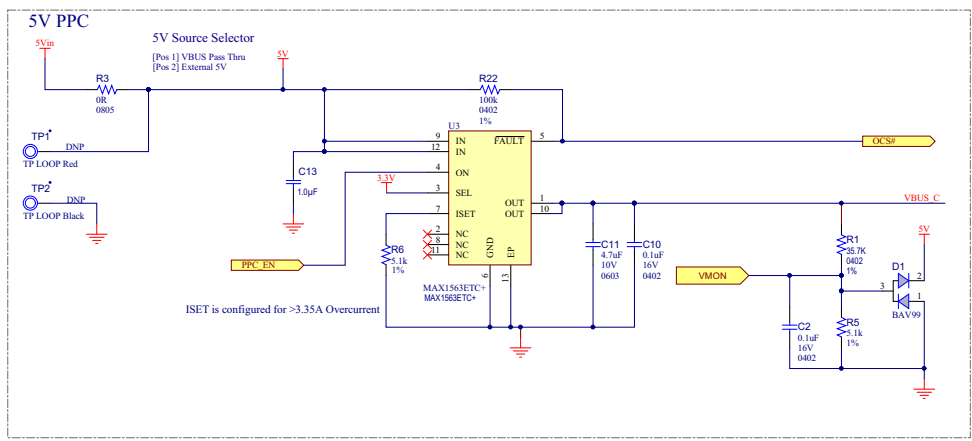 5V PPC
5Vin
5V Source Selector
[Pos 1] VBUS Pass Thru
[Pos 2] External 5V
5V
R3
0R
0805
R22
100k
0402
1%
TP1
DNP
TP LOOP Red
TP2
DNP
TP LOOP Black
C13
1.0µF
U3
9
IN
12
IN
4
ON
3.3V
3
SEL
7
ISET
2
NC
8
NC
11
NC
GND
6
EP
13
FAULT
5
OUT
1
OUT
10
MAX1563ETC+
MAX1563ETC+
OCS#
VBUS_C
R6
5.1k
1%
PPC_EN
ISET is configured for >3.35A Overcurrent
C11
4.7uF
10V
0603
C10
0.1uF
16V
0402
VMON
R1
35.7K
0402
1%
5V
D1
2
3
1
BAV99
C2
0.1uF
16V
0402
R5
5.1k
1%